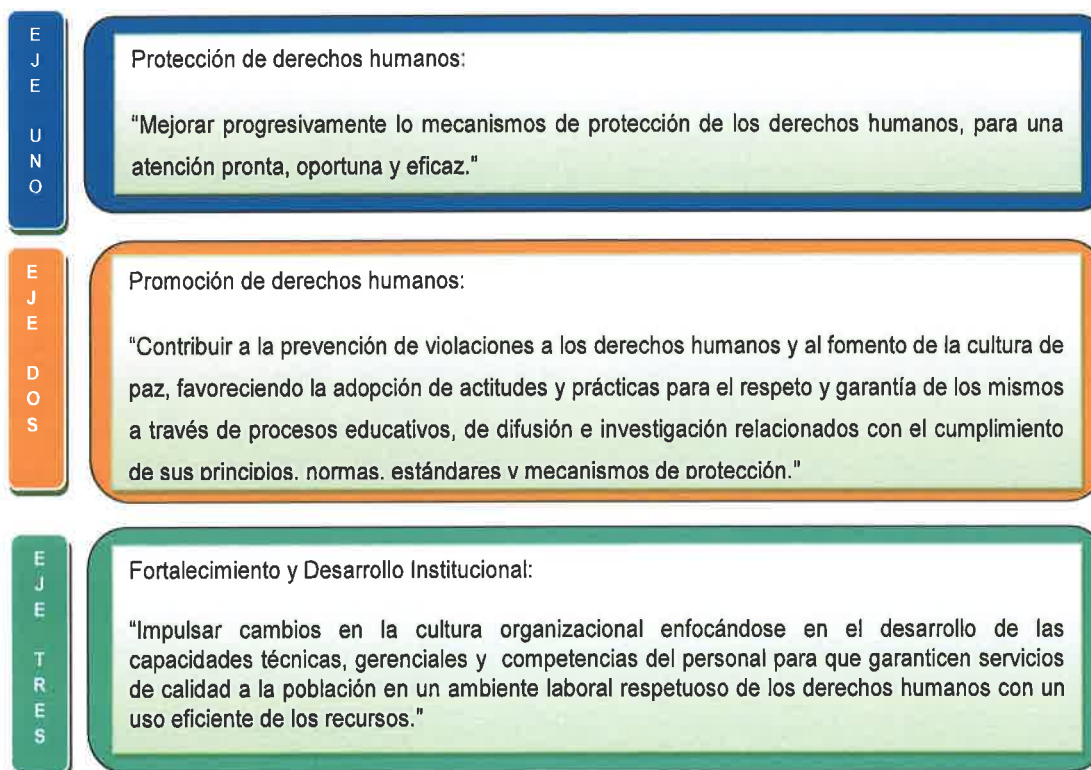 EJE UNO
Protección de derechos humanos:
"Mejorar progresivamente lo mecanismos de protección de los derechos humanos, para una
atención pronta, oportuna y eficaz."
EJE DOS
Promoción de derechos humanos:
"Contribuir a la prevención de violaciones a los derechos humanos y al fomento de la cultura de
paz, favoreciendo la adopción de actitudes y prácticas para el respeto y garantía de los mismos
a través de procesos educativos, de difusión e investigación relacionados con el cumplimiento
de sus principios, normas, estándares y mecanismos de protección."
EJE TRES
Fortalecimiento y Desarrollo Institucional:
"Impulsar cambios en la cultura organizacional enfocándose en el desarrollo de las
capacidades técnicas, gerenciales y competencias del personal para que garanticen servicios
de calidad a la población en un ambiente laboral respetuoso de los derechos humanos con un
uso eficiente de los recursos."